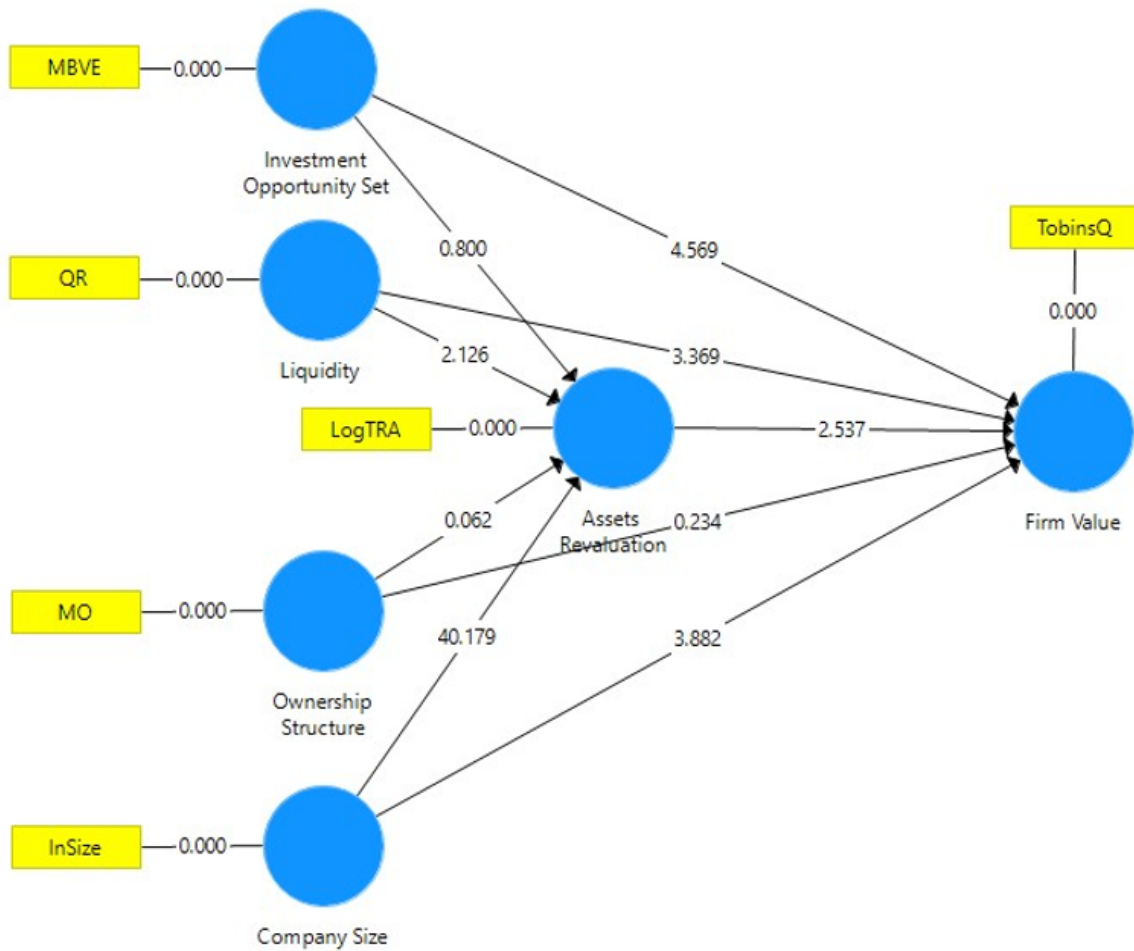 MBVE
0.000
Investment
Opportunity Set
4.569
0.800
TobinsQ
0.000
QR
0.000
Liquidity
3.369
2.126
LogTRA
0.000
Assets
Revaluation
2.537
Firm Value
0.062
0.234
MO
0.000
Ownership
Structure
40.179
3.882
InSize
0.000
Company Size